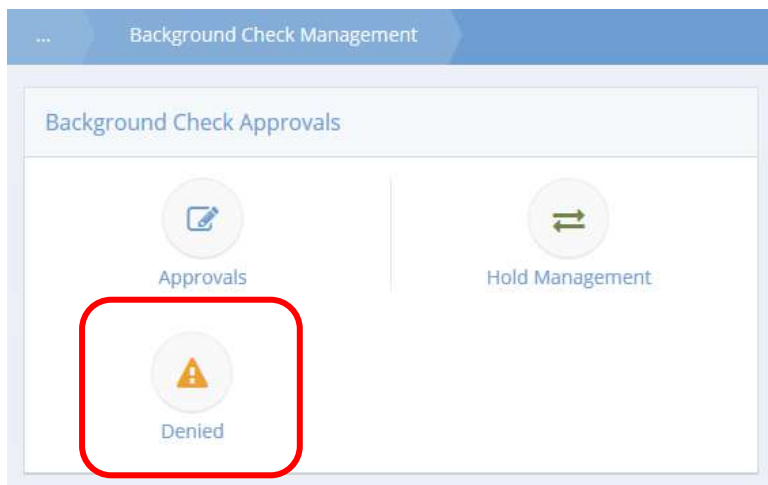 ... Background Check Management
Background Check Approvals
Approvals
Hold Management
Denied